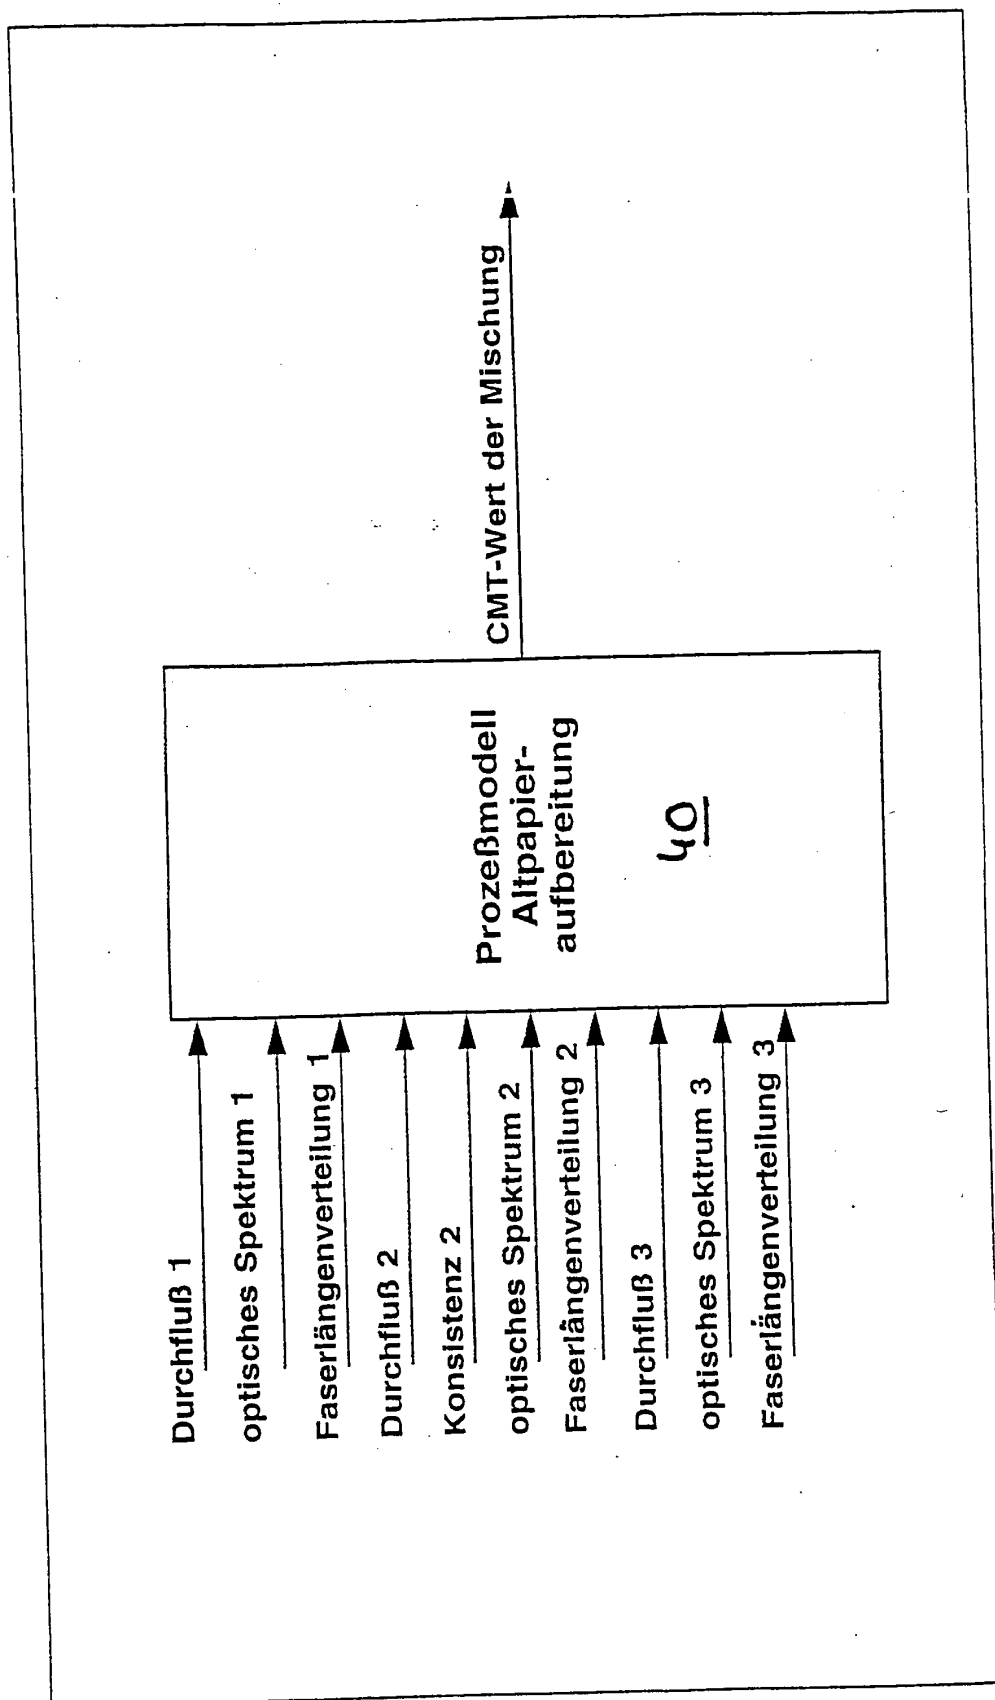 Durchfluß 1
optisches Spektrum 1
Faserlängenverteilung 1
Durchfluß 2
Konsistenz 2
optisches Spektrum 2
Faserlängenverteilung 2
Durchfluß 3
optisches Spektrum 3
Faserlängenverteilung 3
Prozeßmodell
Altpapier-
aufbereitung
40
CMT-Wert der Mischung